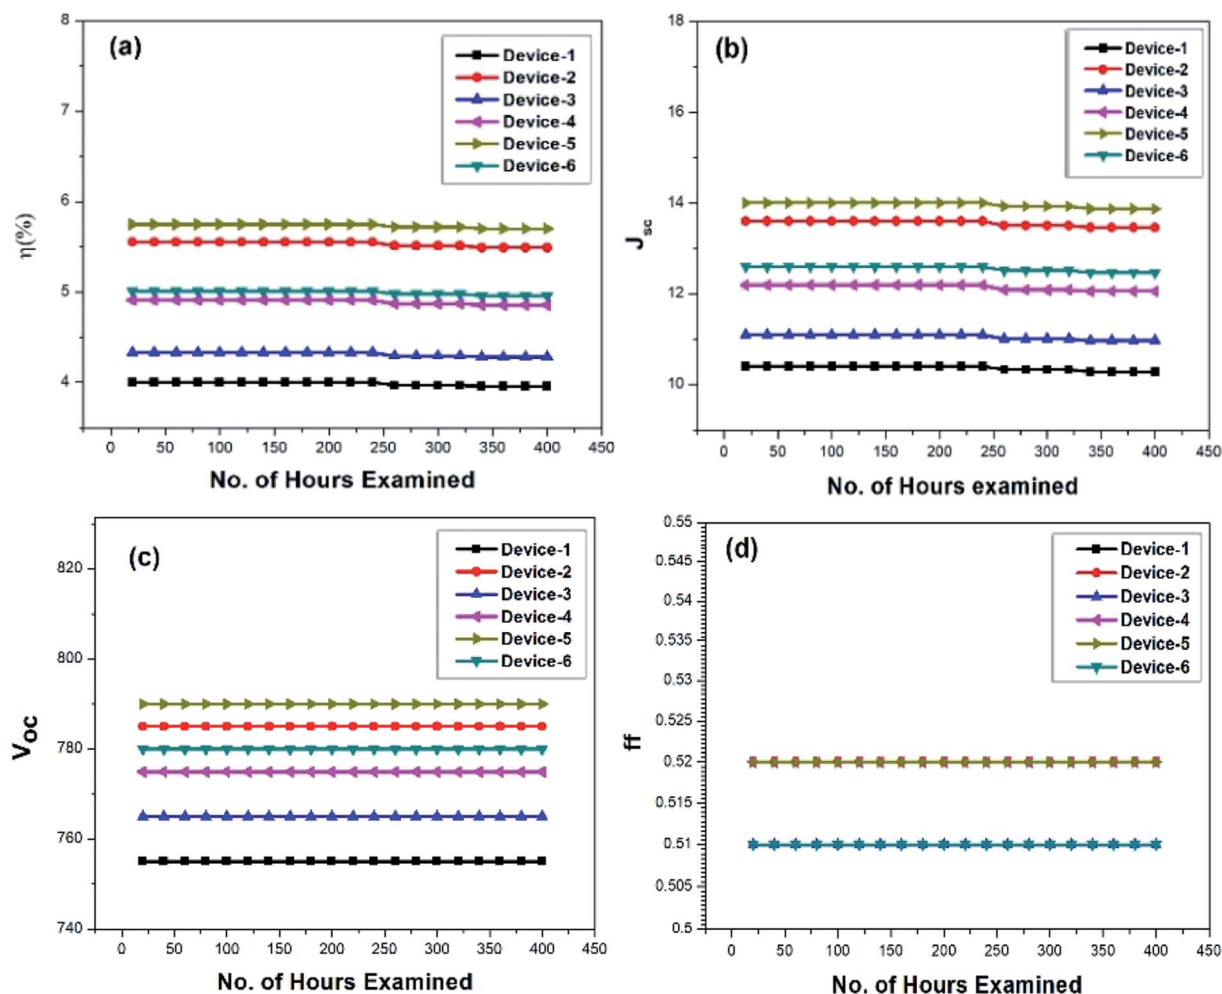 (a)
Device-1
Device-2
Device-3
Device-4
Device-5
Device-6
8
7
6
5
4
η(%)
0 50 100 150 200 250 300 350 400 450
No. of Hours Examined
(b)
Device-1
Device-2
Device-3
Device-4
Device-5
Device-6
18
16
14
12
10
Jsc
0 50 100 150 200 250 300 350 400 450
No. of Hours examined
(c)
Device-1
Device-2
Device-3
Device-4
Device-5
Device-6
820
800
780
760
740
Voc
0 50 100 150 200 250 300 350 400 450
No. of Hours Examined
(d)
Device-1
Device-2
Device-3
Device-4
Device-5
Device-6
0.55
0.545
0.54
0.535
0.53
0.525
0.52
0.515
0.51
0.505
0.5
ff
0 50 100 150 200 250 300 350 400 450
No. of Hours Examined